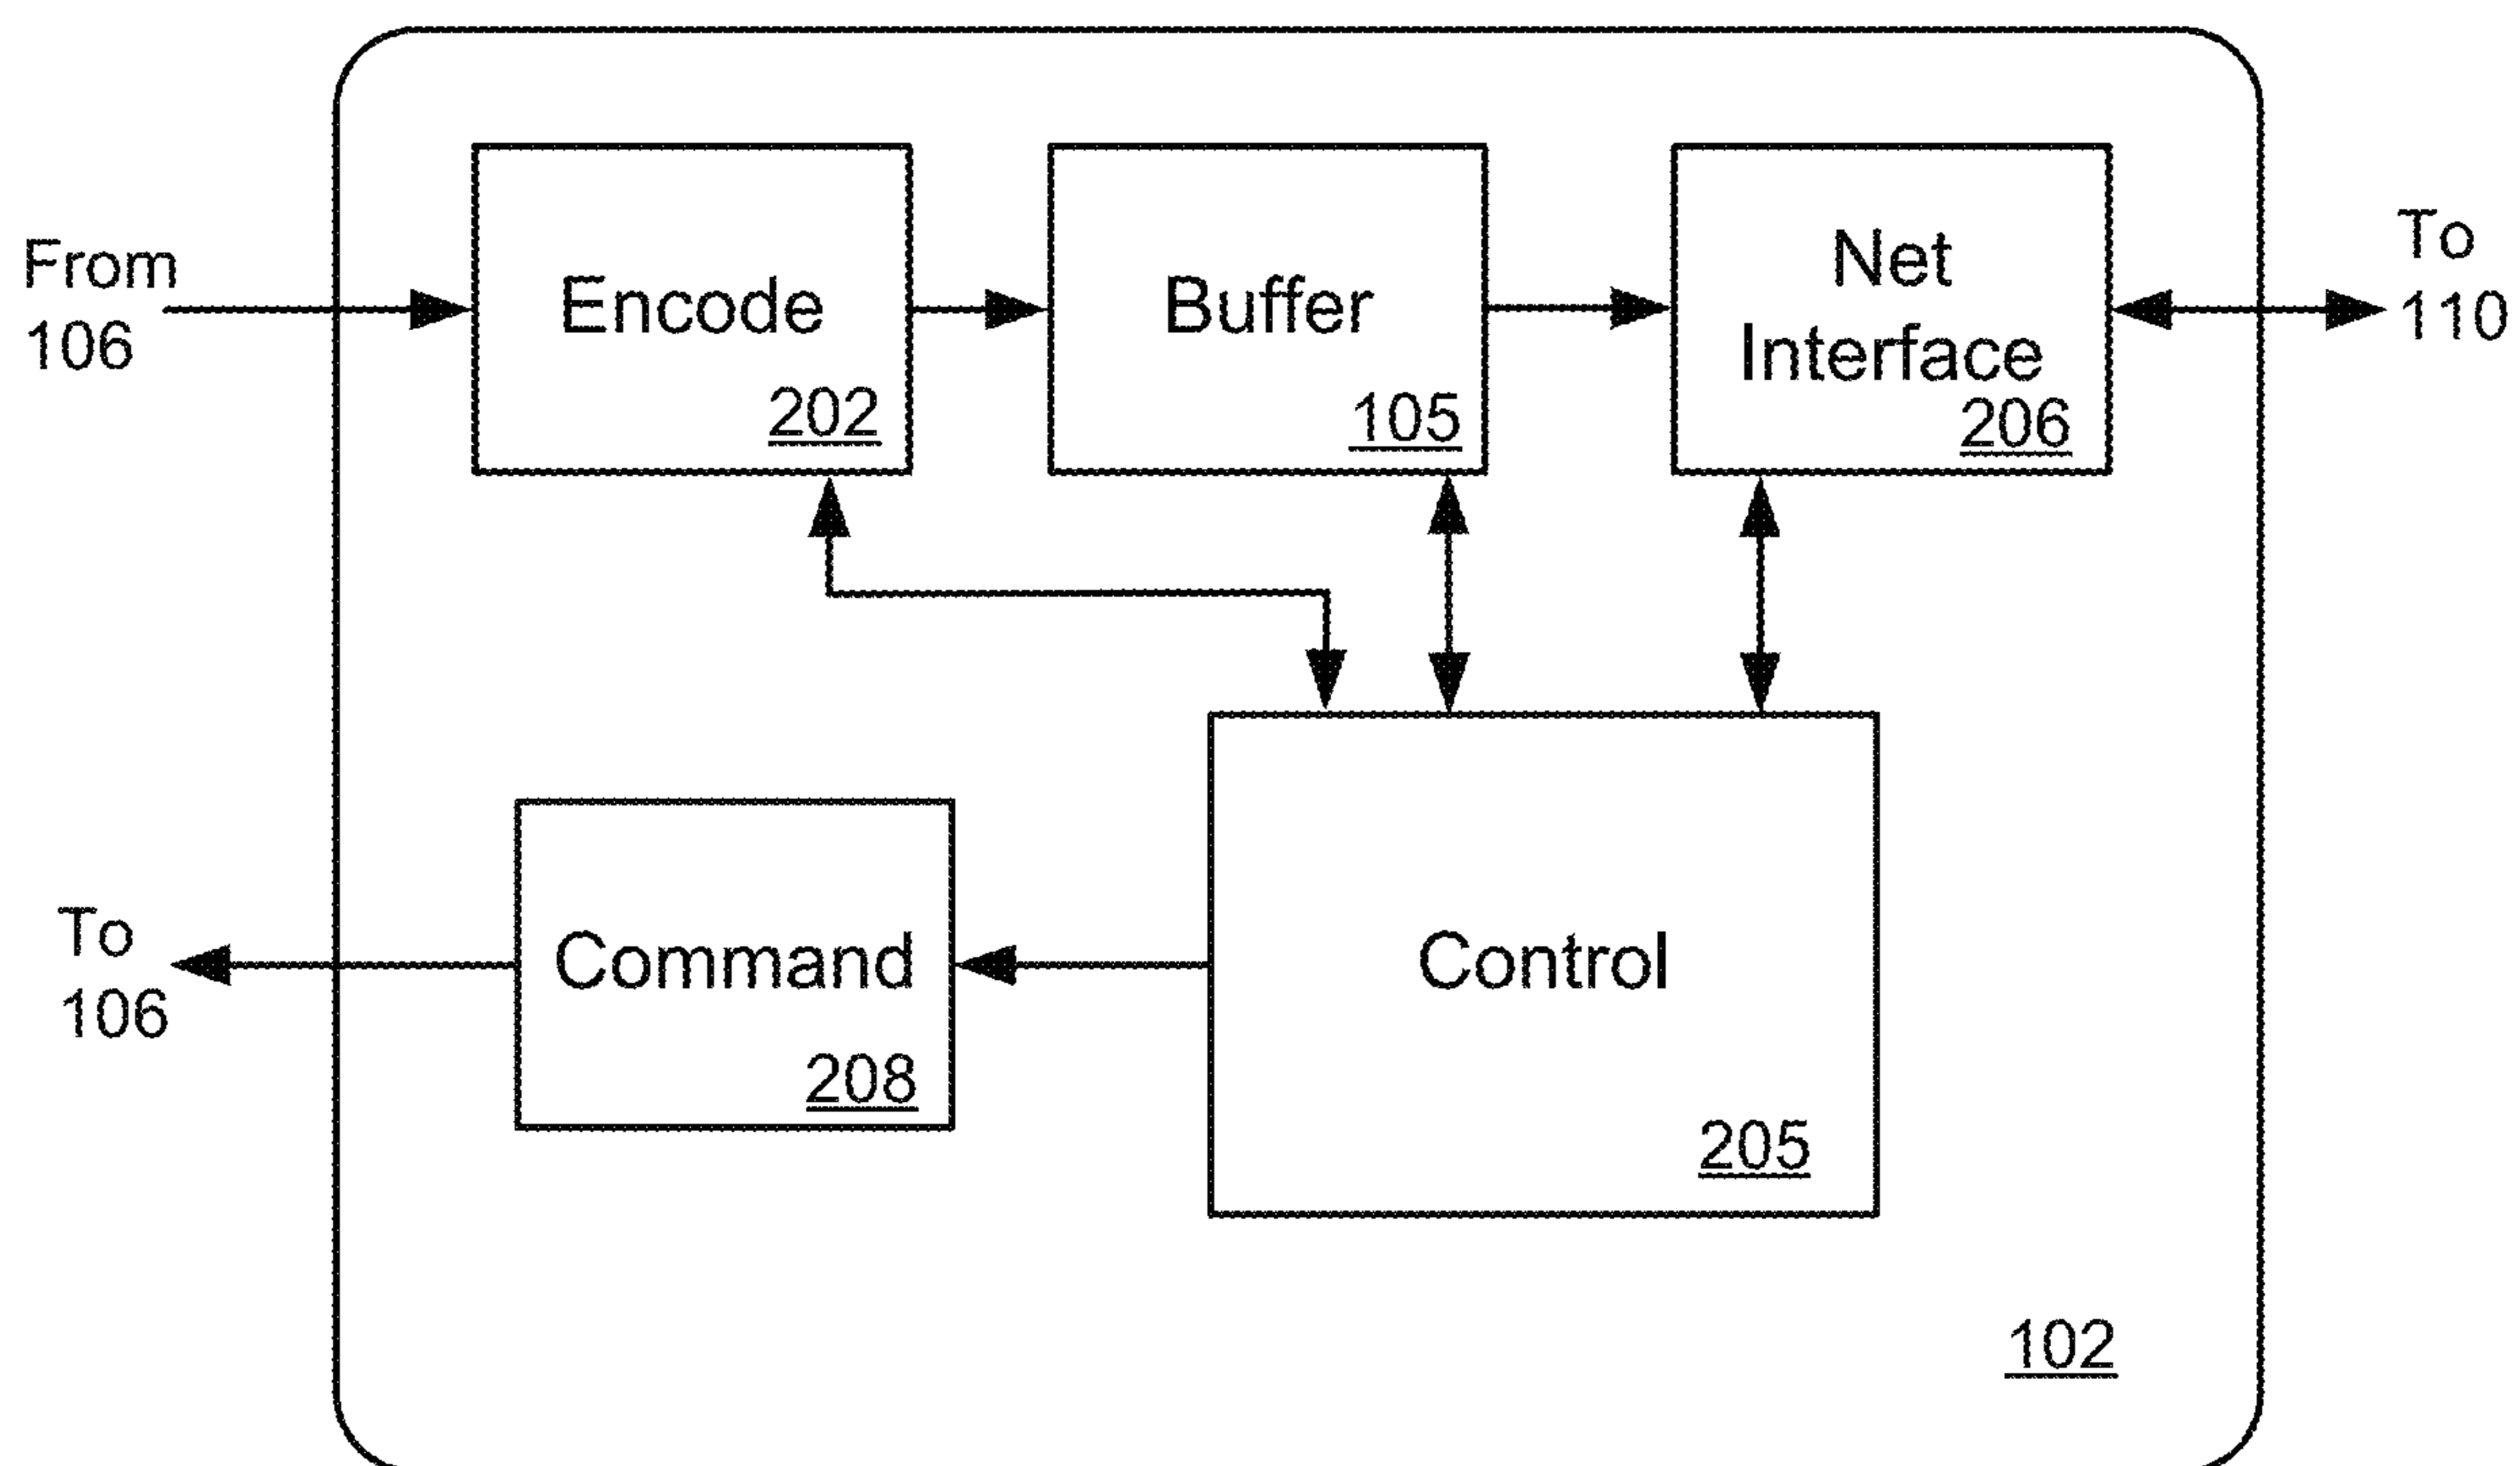 From
106
Encode
202
Buffer
105
Net
Interface
206
To
110
To
106
Command
208
Control
205
102